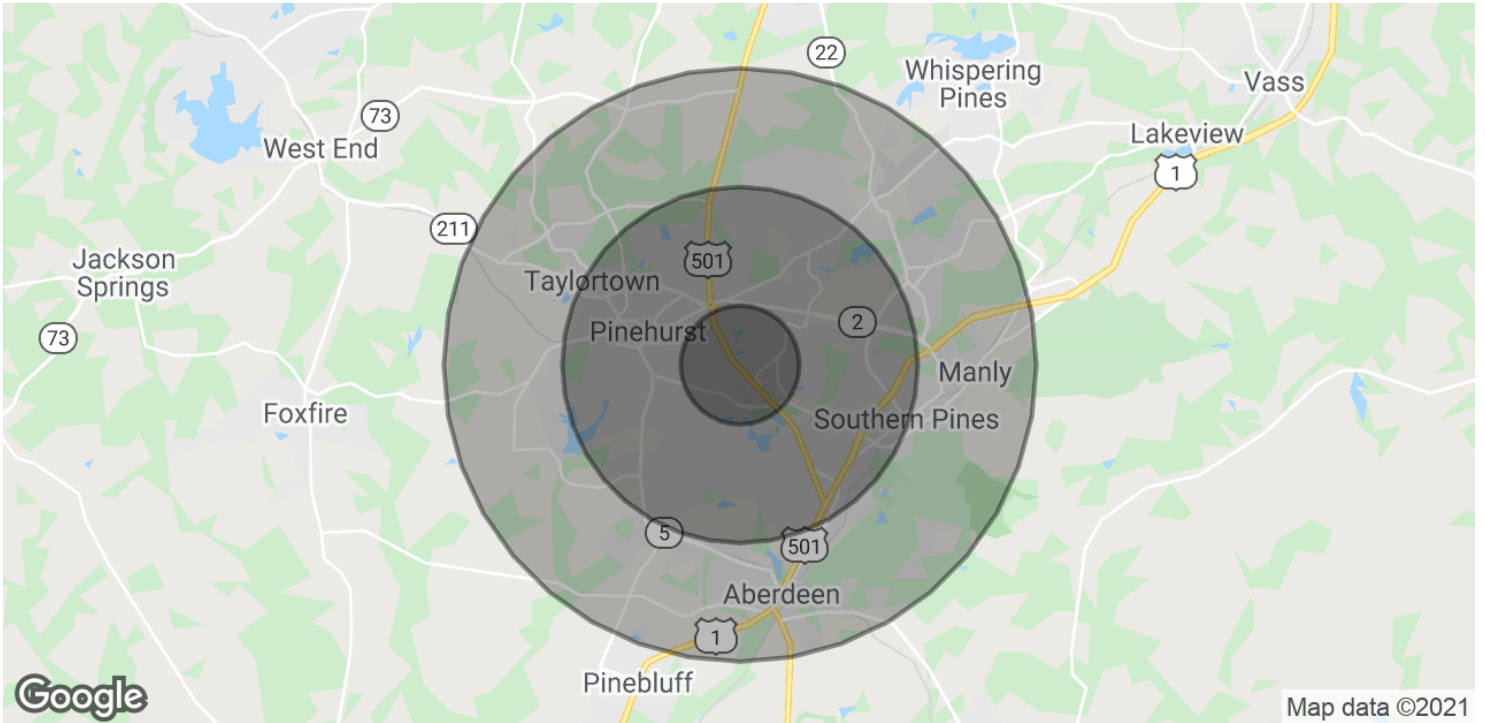 22
Whispering
Pines
Vass
73
Lakeview
West End
1
211
Jackson
Springs
501
Taylortown
2
Pinehurst
73
Manly
Foxfire
Southern Pines
5
501
Aberdeen
1
Pinebluff
Google
Map data ©2021